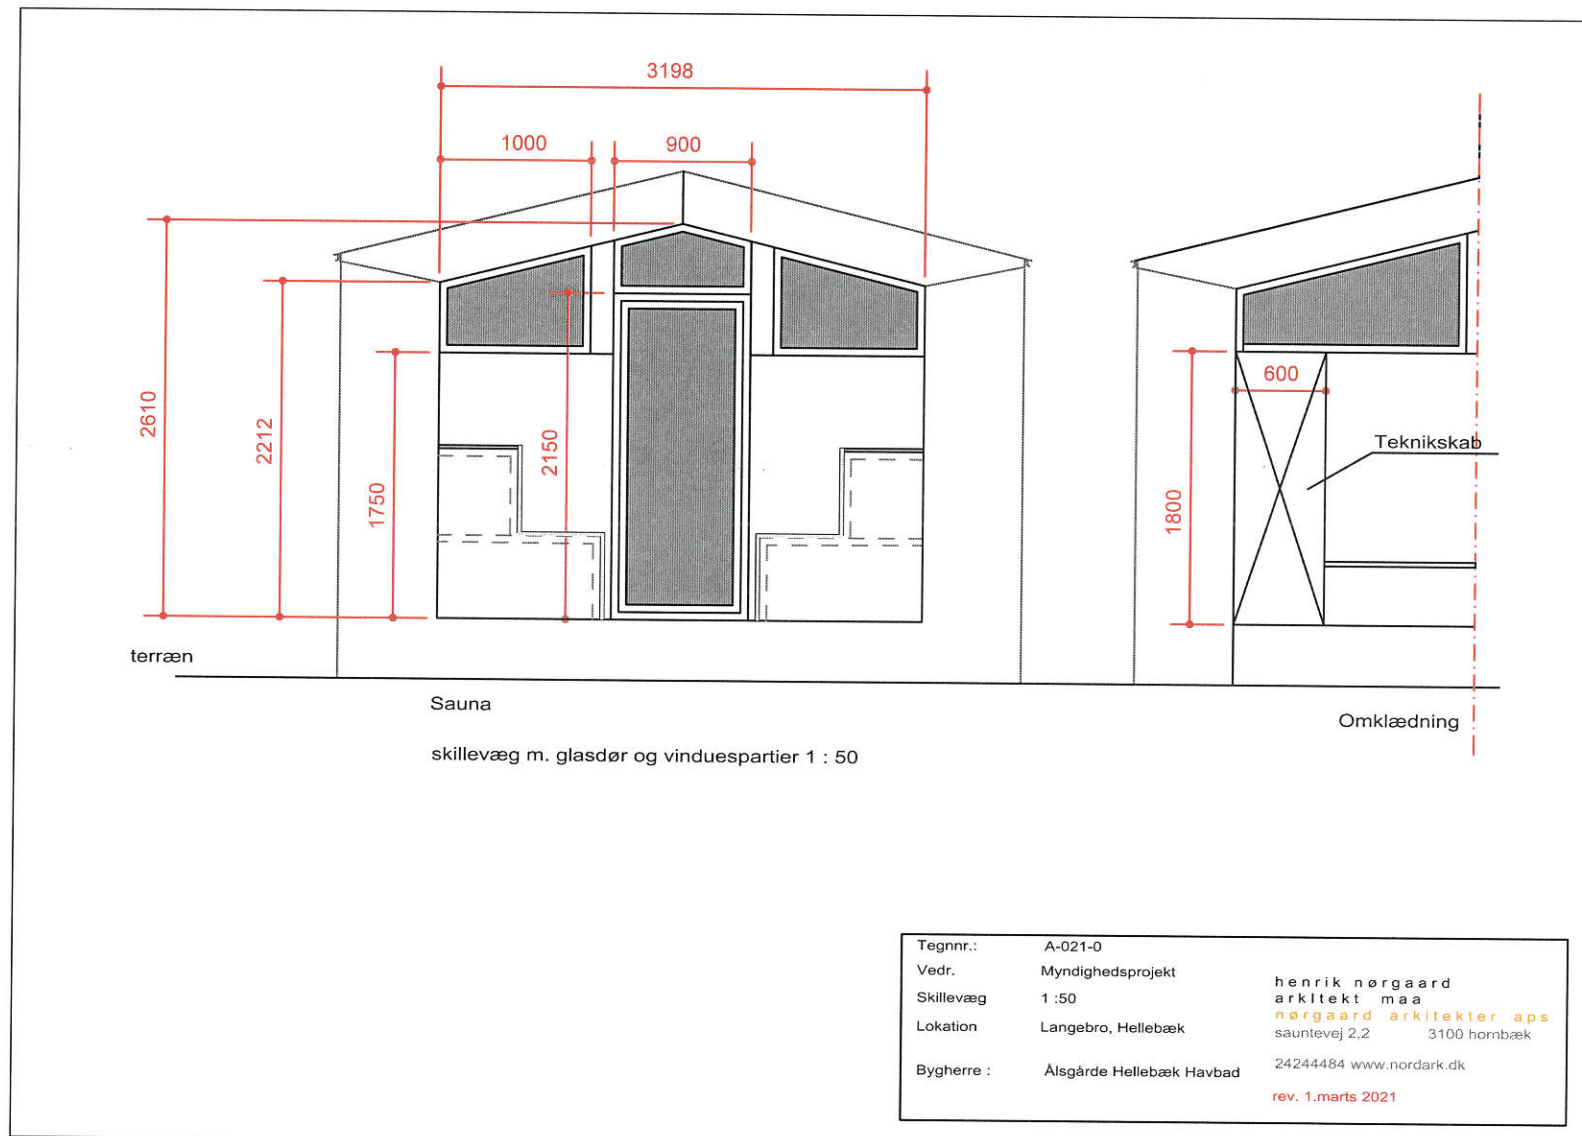 3198
1000
900
2610
2212
1750
2150
600
1800
Teknikskab
terræn
Sauna
Omklædning
skillevæg m. glasdør og vinduespartier 1 : 50
Tegnnr.: A-021-0
Vedr. Myndighedsprojekt
Skillevæg 1 :50
Lokation Langebro, Hellebæk
Bygherre : Ålsgårde Hellebæk Havbad
henrik nørgaard
arkItekt maa
nørgaard arkitekter aps
sauntevej 2,2 3100 hornbæk
24244484 www.nordark.dk
rev. 1.marts 2021